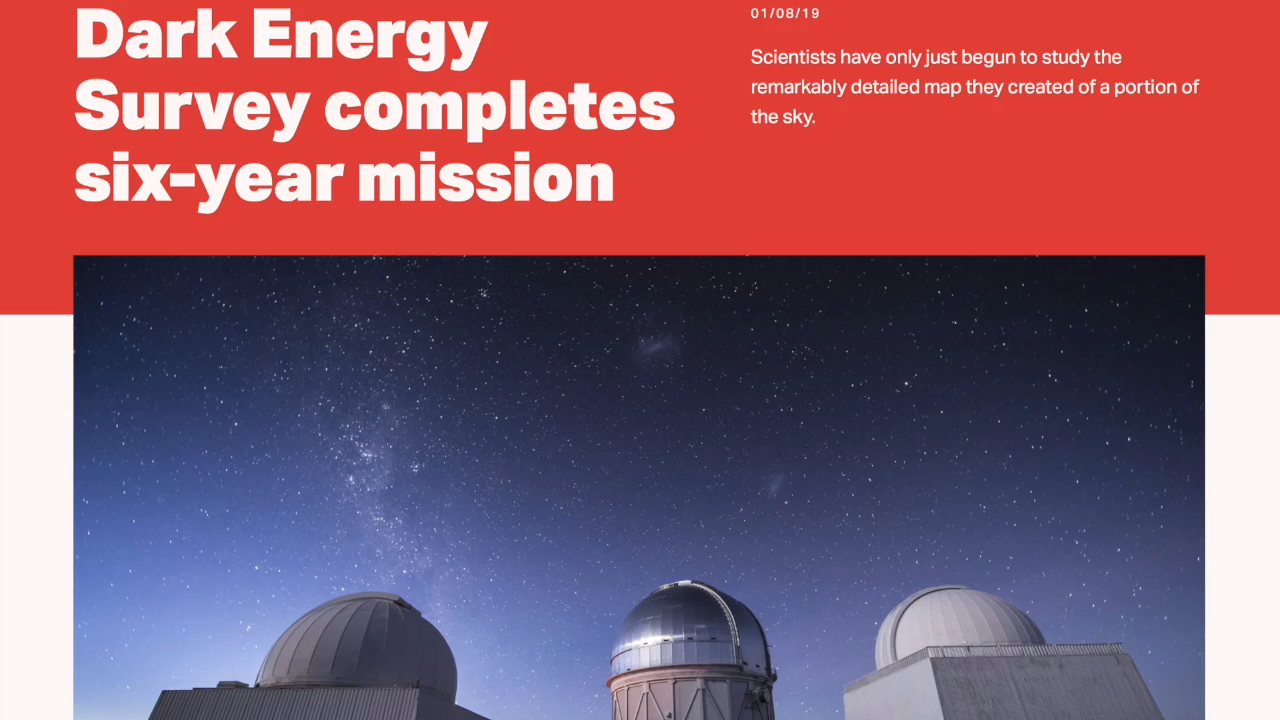 Dark Energy
Survey completes
six-year mission
01/08/19
Scientists have only just begun to study the
remarkably detailed map they created of a portion of
the sky.